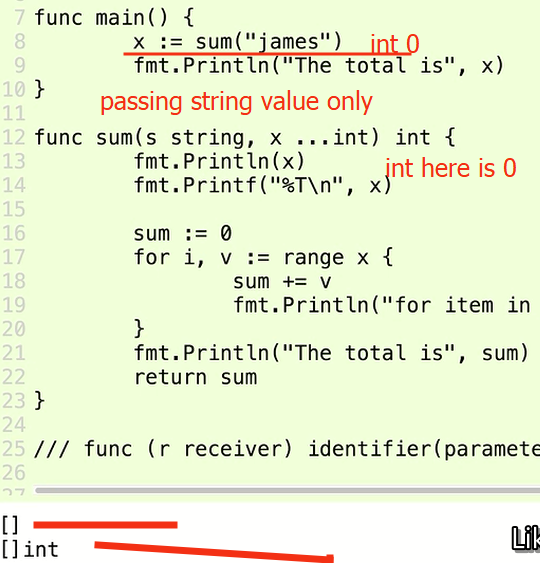 7 func main() {
8 x := sum("james") int 0
9 fmt.Println("The total is", x)
10 }
passing string value only
11
12 func sum(s string, x ...int) int {
13 fmt.Println(x)
int here is 0
14 fmt.Printf("%T\n", x)
15
16 sum := 0
17 for i, v := range x {
18 sum += v
19 fmt.Println("for item in
20 }
21 fmt.Println("The total is", sum)
22 return sum
23 }
24
25 /// func (r receiver) identifier(paramete
26
27
[]
[]int